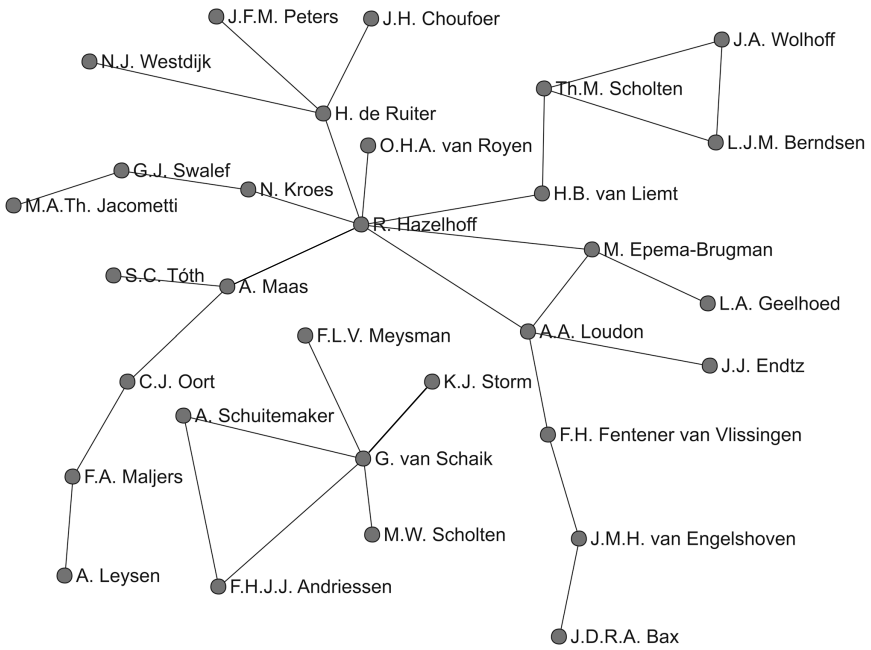 J.F.M. Peters
J.H. Choufoer
J.A. Wolhoff
N.J. Westdijk
Th.M. Scholten
H. de Ruiter
O.H.A. van Royen
L.J.M. Berndsen
G.J. Swalef
N. Kroes
H.B. van Liemt
M.A.Th. Jacometti
R. Hazelhoff
M. Epema-Brugman
S.C. Tóth
A. Maas
L.A. Geelhoed
F.L.V. Meysman
A.A. Loudon
J.J. Endtz
C.J. Oort
K.J. Storm
A. Schuitemaker
F.H. Fentener van Vlissingen
G. van Schaik
F.A. Maljers
M.W. Scholten
J.M.H. van Engelshoven
A. Leysen
F.H.J.J. Andriessen
J.D.R.A. Bax